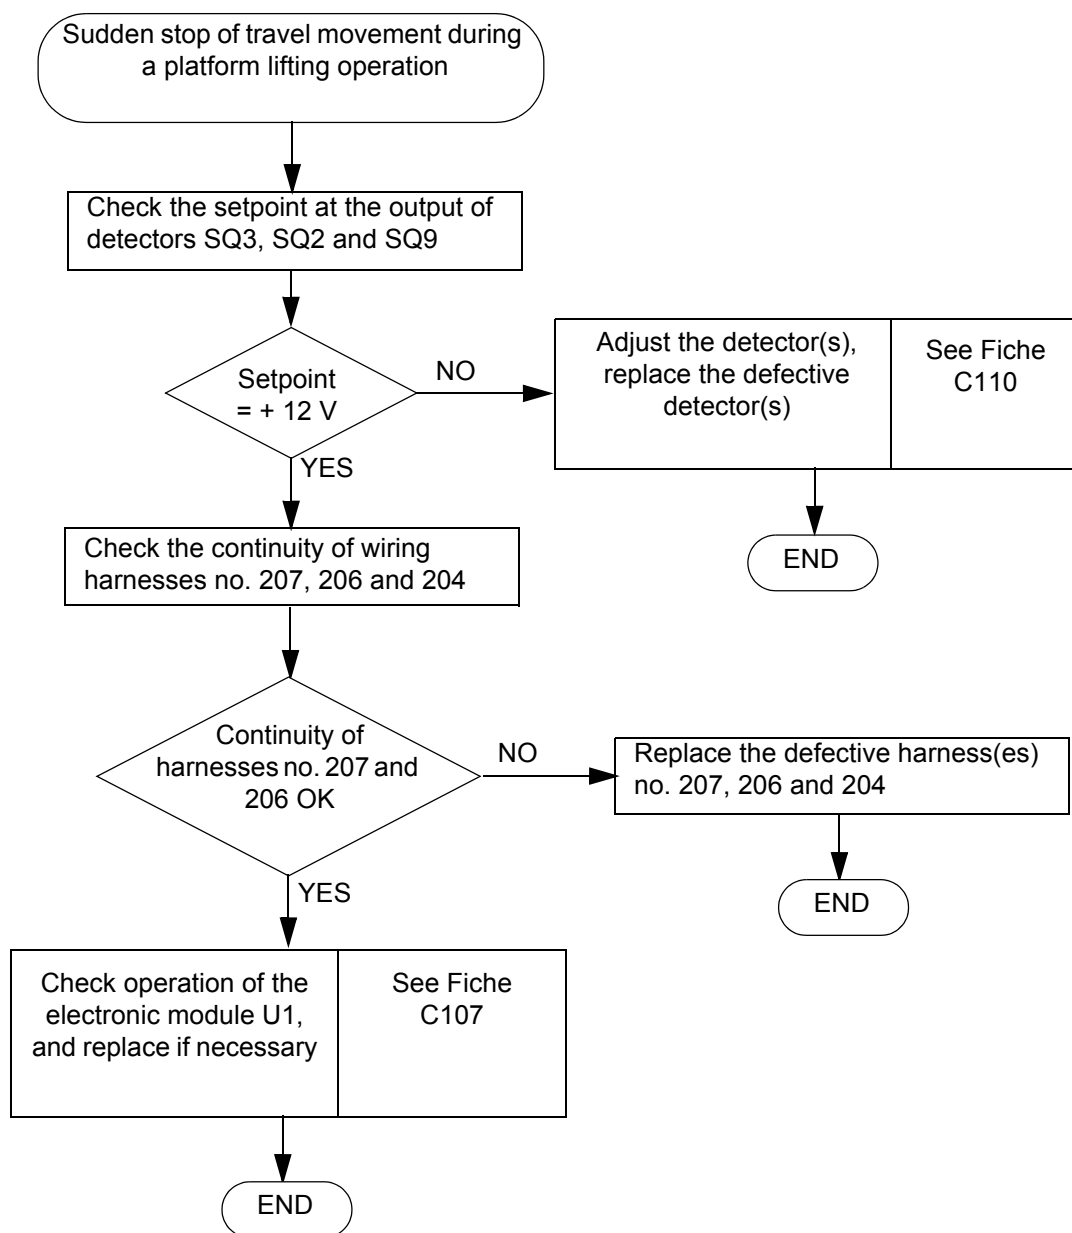 Sudden stop of travel movement during
a platform lifting operation
Check the setpoint at the output of
detectors SQ3, SQ2 and SQ9
Setpoint
= + 12 V
NO
Adjust the detector(s),
replace the defective
detector(s)
See Fiche
C110
YES
END
Check the continuity of wiring
harnesses no. 207, 206 and 204
Continuity of
harnesses no. 207 and
206 OK
NO
Replace the defective harness(es)
no. 207, 206 and 204
YES
END
Check operation of the
electronic module U1,
and replace if necessary
See Fiche
C107
END